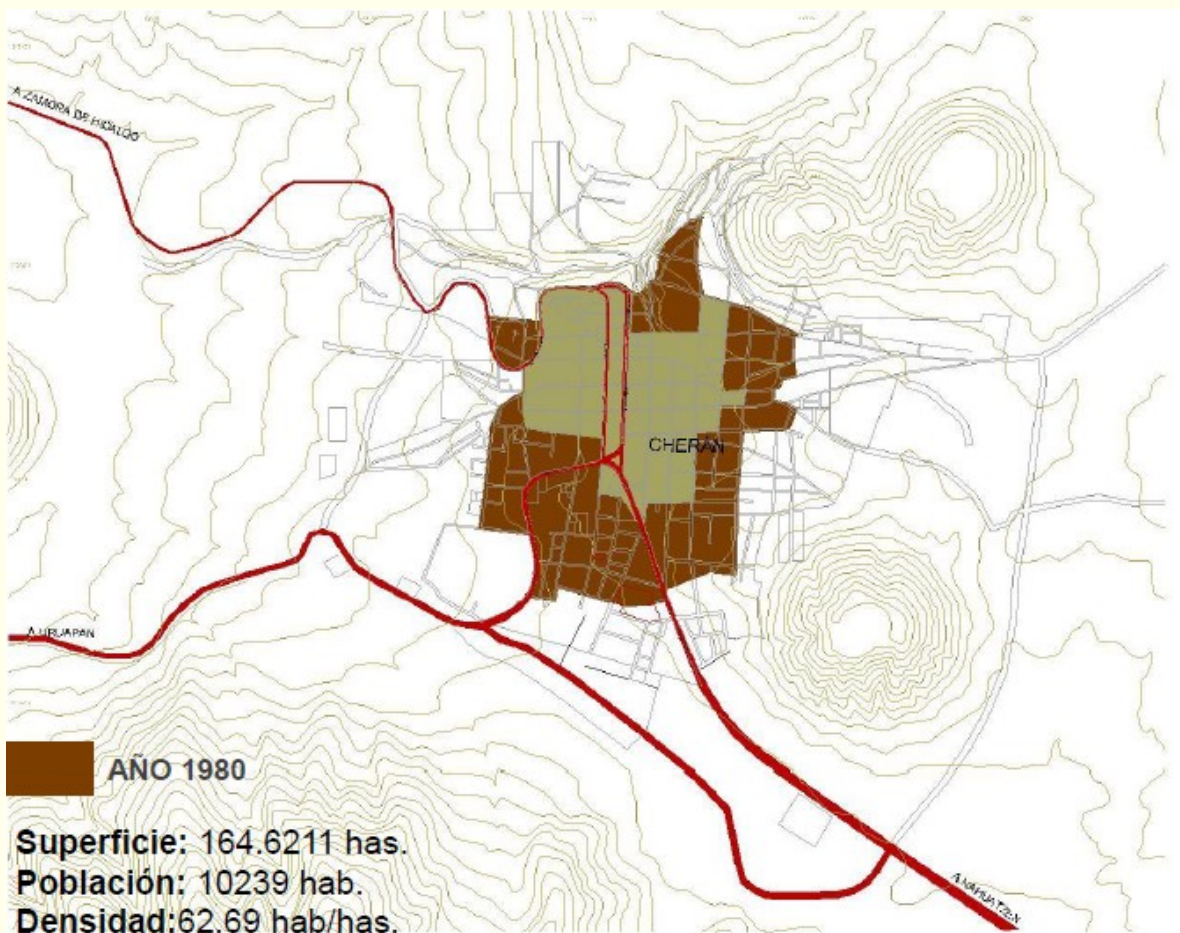 A ZAMORA DE HIDALGO
CHERÁN
A URUAPAN
AÑO 1980
Superficie: 164.6211 has.
Población: 10239 hab.
Densidad:62.69 hab/has.
A NAHUATZEN